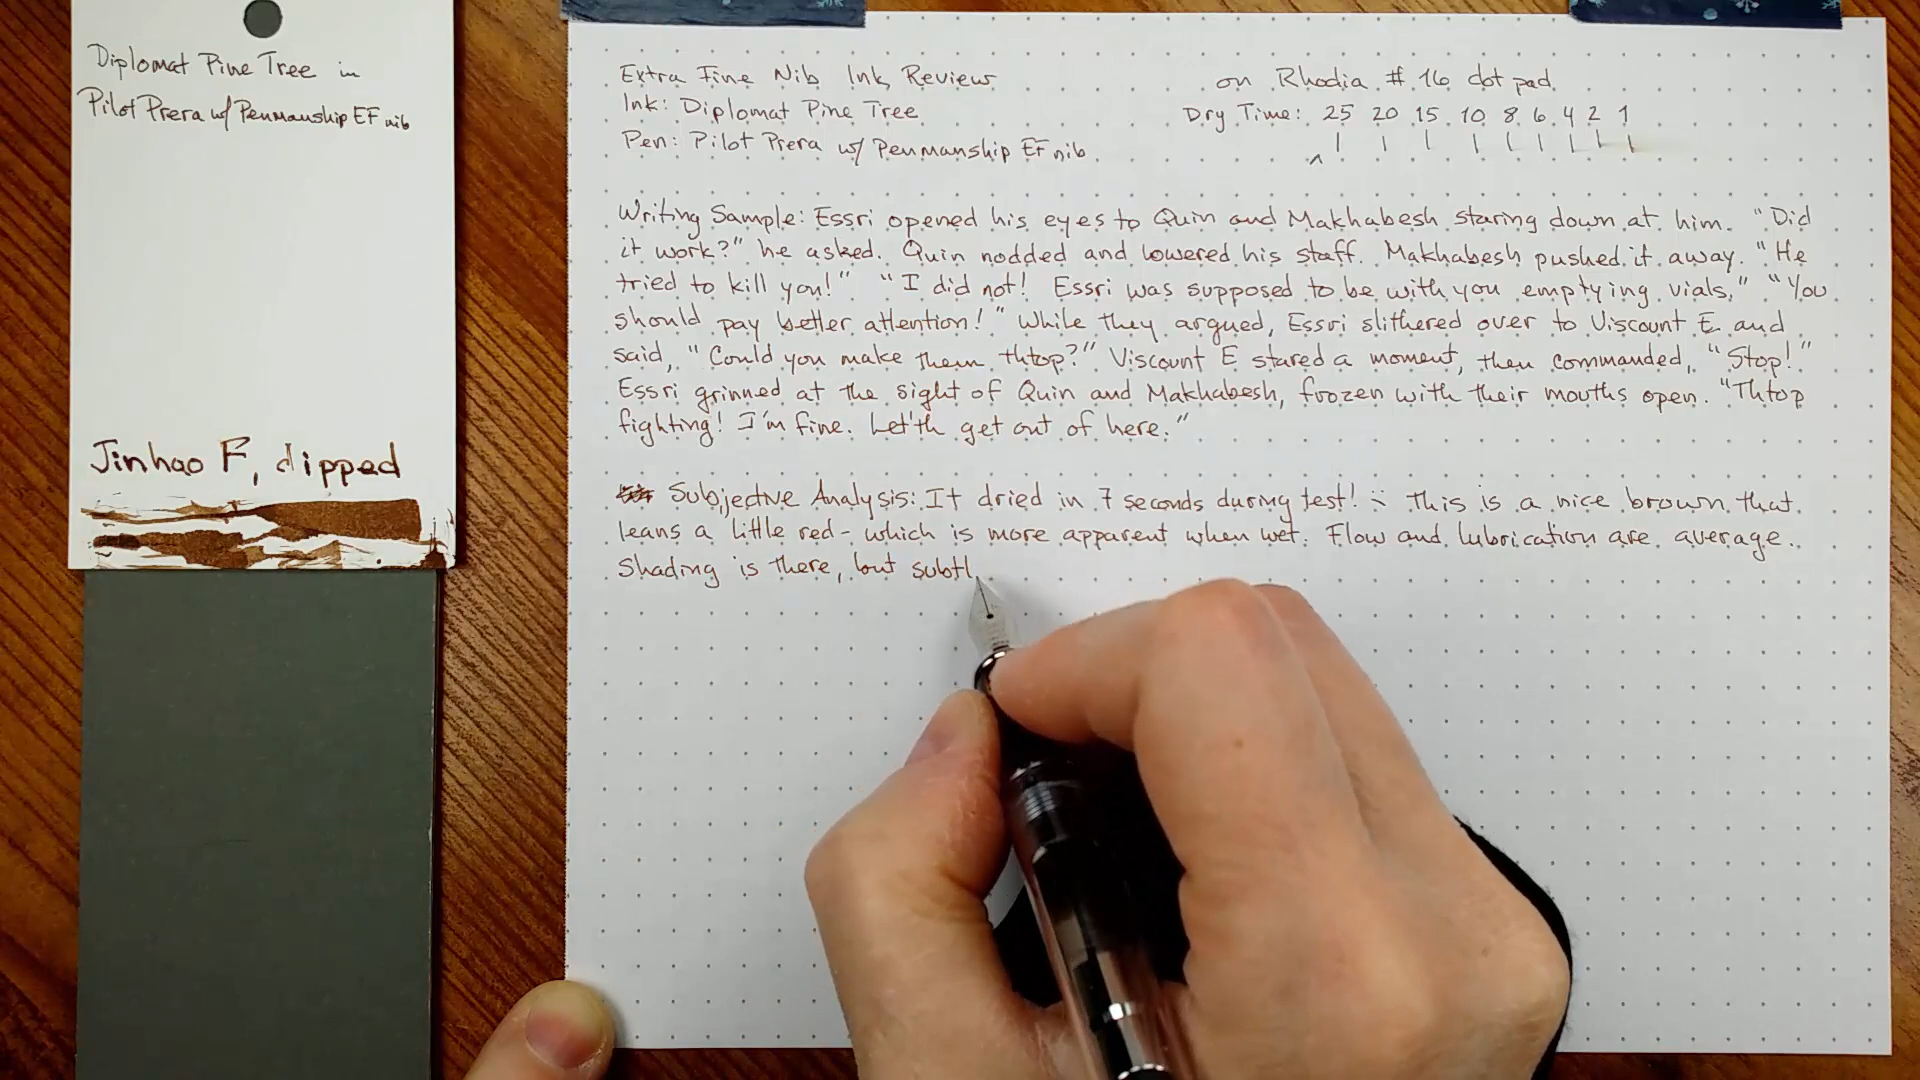 Diplomat Pine Tree in
Pilot Prera w/ Penmanship EF nib
Jinhao F, dipped
Extra Fine Nib Ink Review
on Rhodia # 16 dot pad
Ink: Diplomat Pine Tree
Dry Time: 25 20 15 10 8 6 4 2 1
Pen: Pilot Prera w/ Penmanship EF nib
Writing Sample: Essri opened his eyes to Quin and Makhabesh staring down at him. "Did
it work?" he asked. Quin nodded and lowered his staff. Makhabesh pushed it away. "He
tried to kill you!" "I did not! Essri was supposed to be with you emptying vials." "You
should pay better attention!" While they argued, Essri slithered over to Viscount E and
said, "Could you make them thtop?" Viscount E stared a moment, then commanded, "Stop!"
Essri grinned at the sight of Quin and Makhabesh, frozen with their mouths open. "Thtop
fighting! I'm fine. Let'th get out of here."
Subjective Analysis: It dried in 7 seconds during test! :) This is a nice brown that
leans a little red - which is more apparent when wet. Flow and lubrication are average.
Shading is there, but subtl